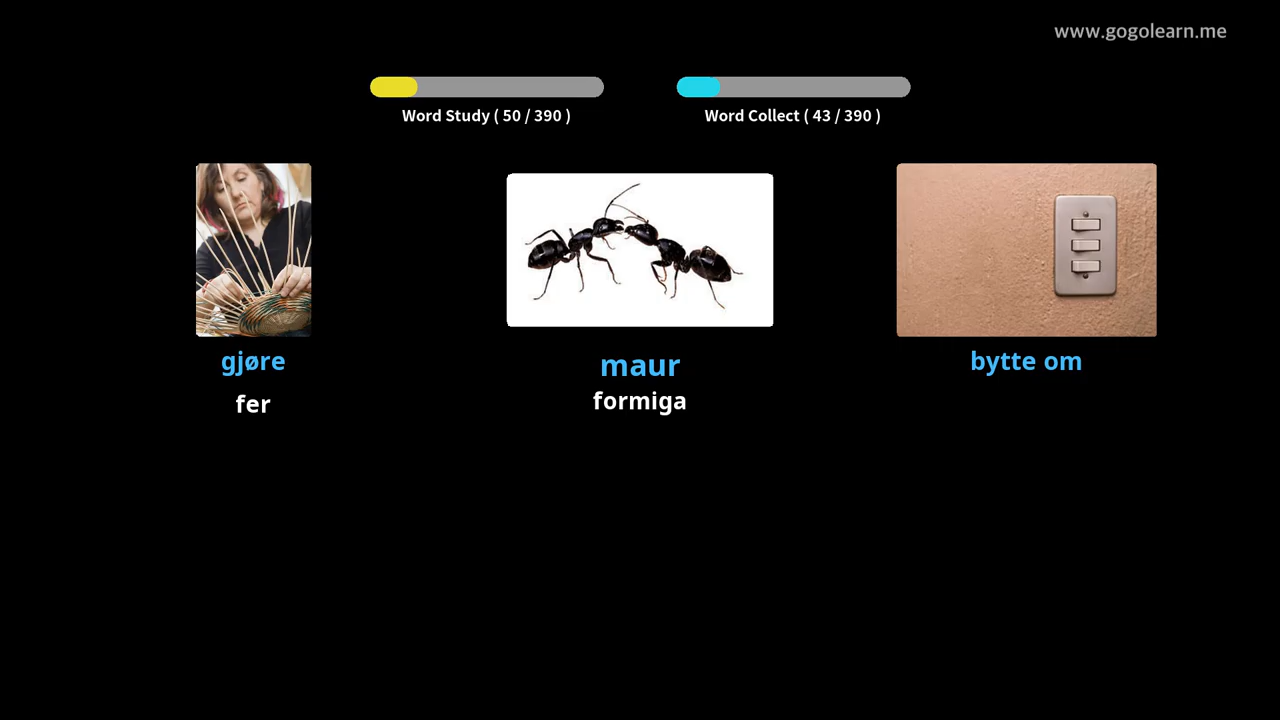 www.gogolearn.me
Word Study ( 50 / 390 )
Word Collect ( 43 / 390 )
gjøre
fer
maur
formiga
bytte om